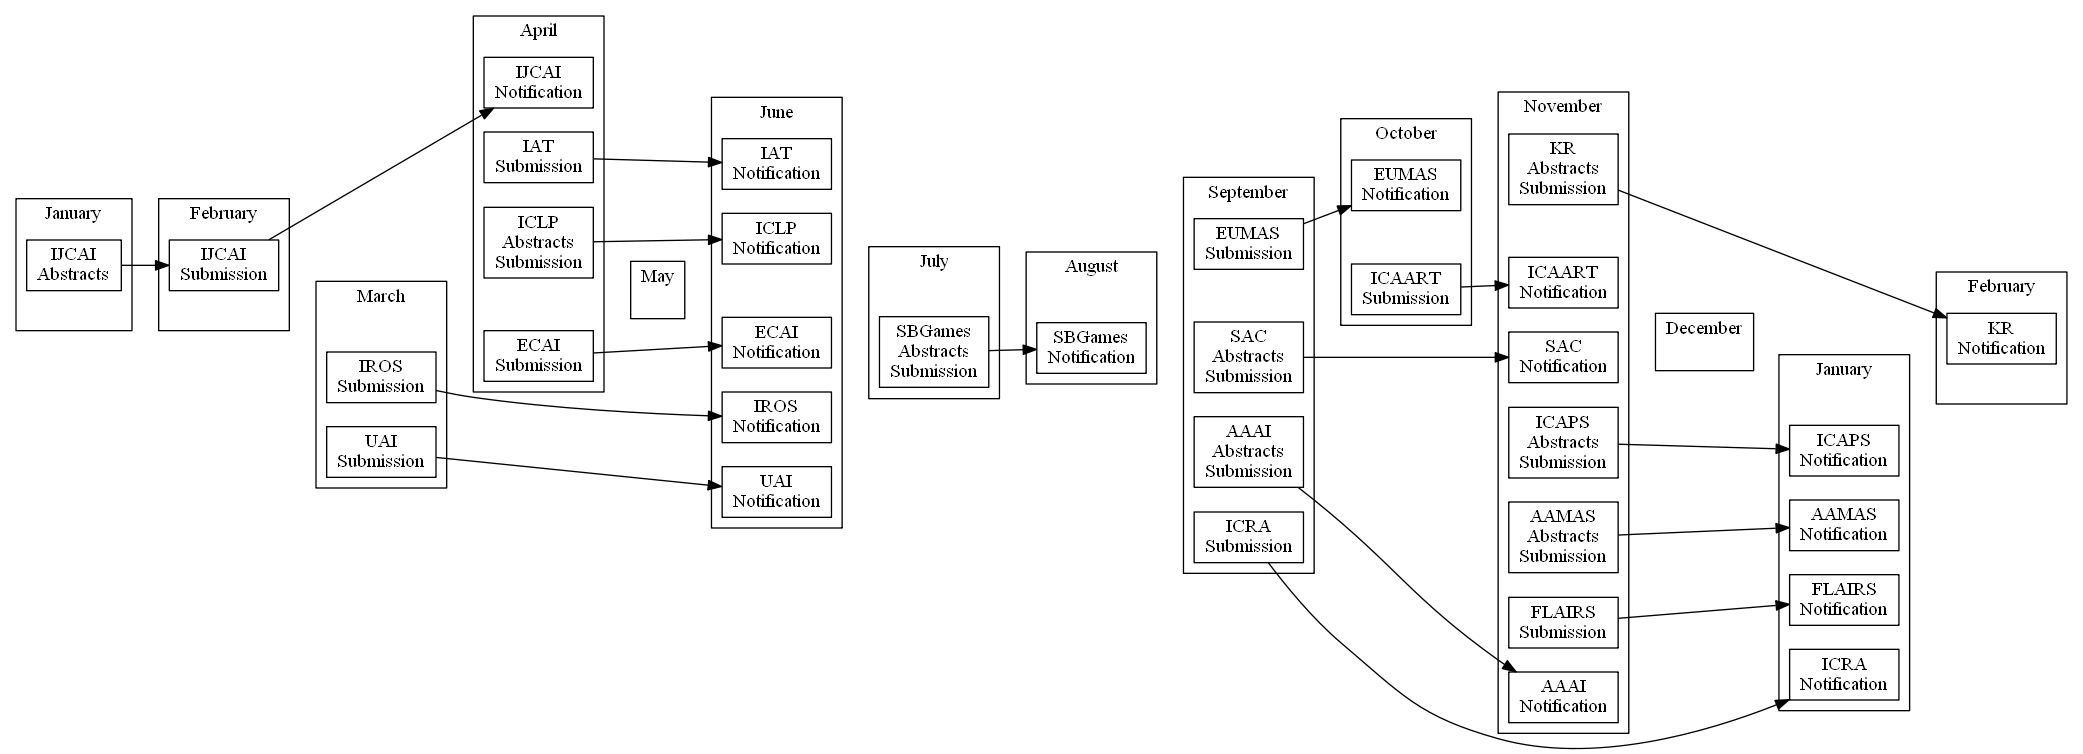 January
IJCAI
Abstracts
February
IJCAI
Submission
March
IROS
Submission
UAI
Submission
April
IJCAI
Notification
IAT
Submission
ICLP
Abstracts
Submission
ECAI
Submission
May
June
IAT
Notification
ICLP
Notification
ECAI
Notification
IROS
Notification
UAI
Notification
July
SBGames
Abstracts
Submission
August
SBGames
Notification
September
EUMAS
Submission
SAC
Abstracts
Submission
AAAI
Abstracts
Submission
ICRA
Submission
October
EUMAS
Notification
ICAART
Submission
November
KR
Abstracts
Submission
ICAART
Notification
SAC
Notification
ICAPS
Abstracts
Submission
AAMAS
Abstracts
Submission
FLAIRS
Submission
AAAI
Notification
December
January
ICAPS
Notification
AAMAS
Notification
FLAIRS
Notification
ICRA
Notification
February
KR
Notification